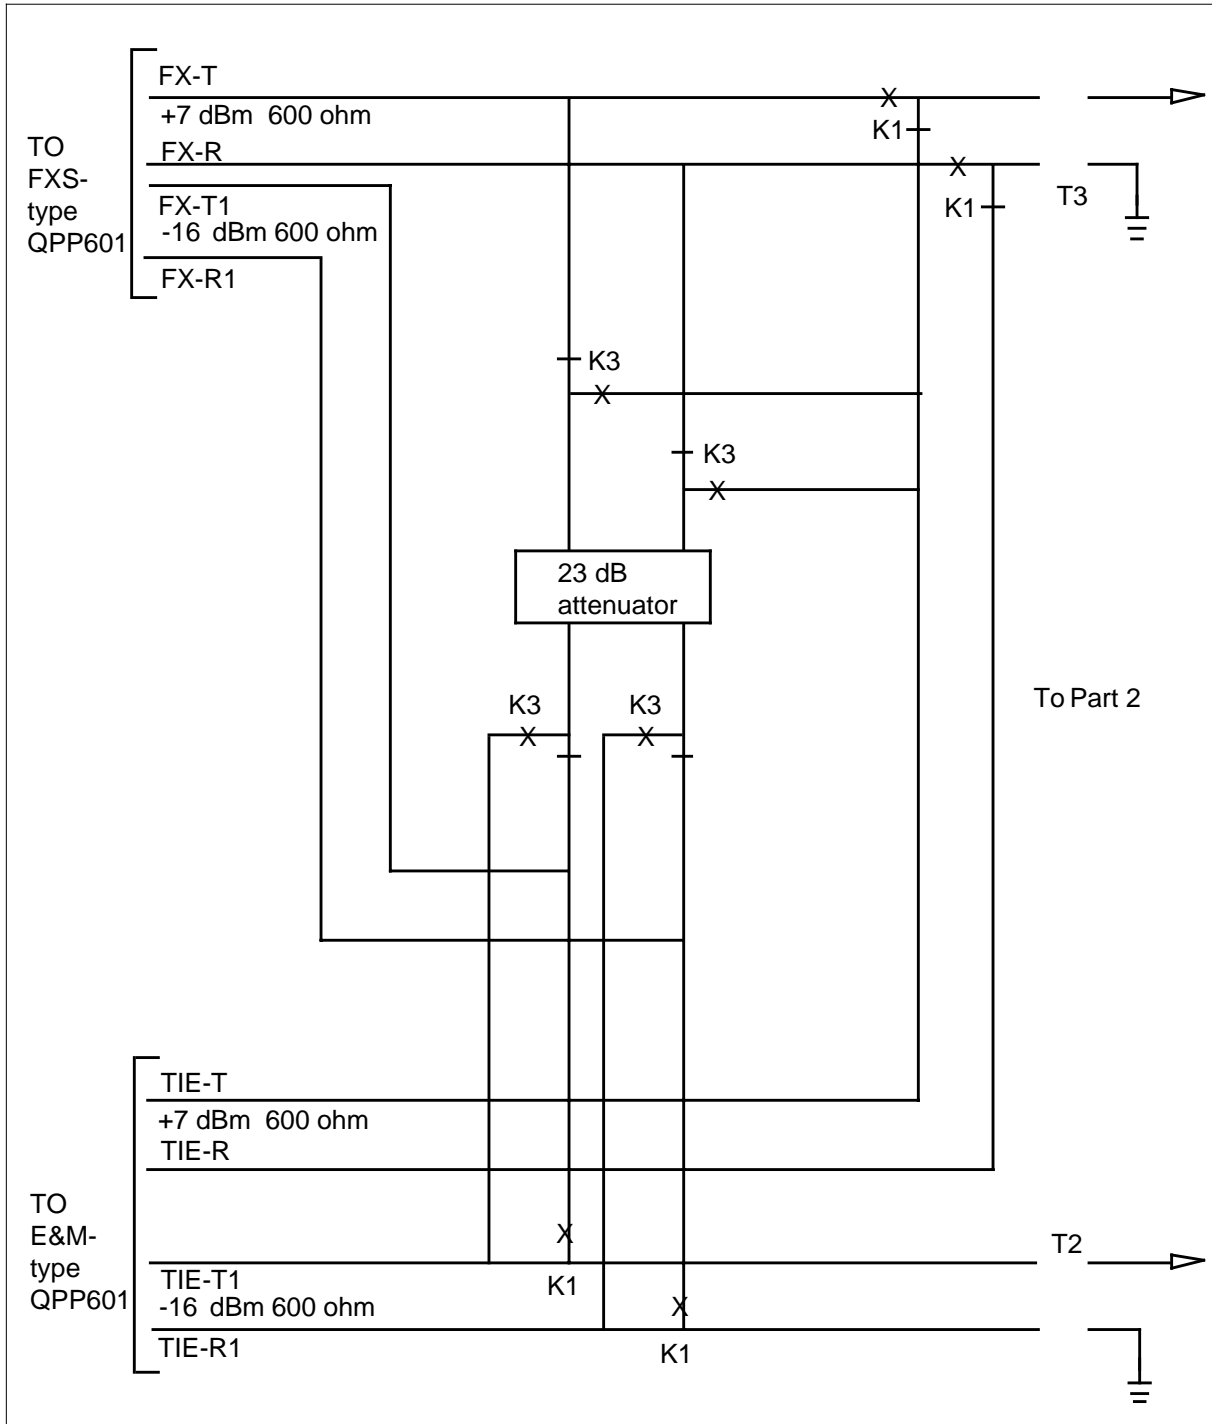 FX-T
+7 dBm 600 ohm
K1
TO
FXS-
type
QPP601
FX-R
FX-T1
-16 dBm 600 ohm
FX-R1
K1
T3
K3
K3
23 dB
attenuator
K3
K3
To Part 2
TIE-T
+7 dBm 600 ohm
TIE-R
TO
E&M-
type
QPP601
T2
TIE-T1
-16 dBm 600 ohm
K1
TIE-R1
K1